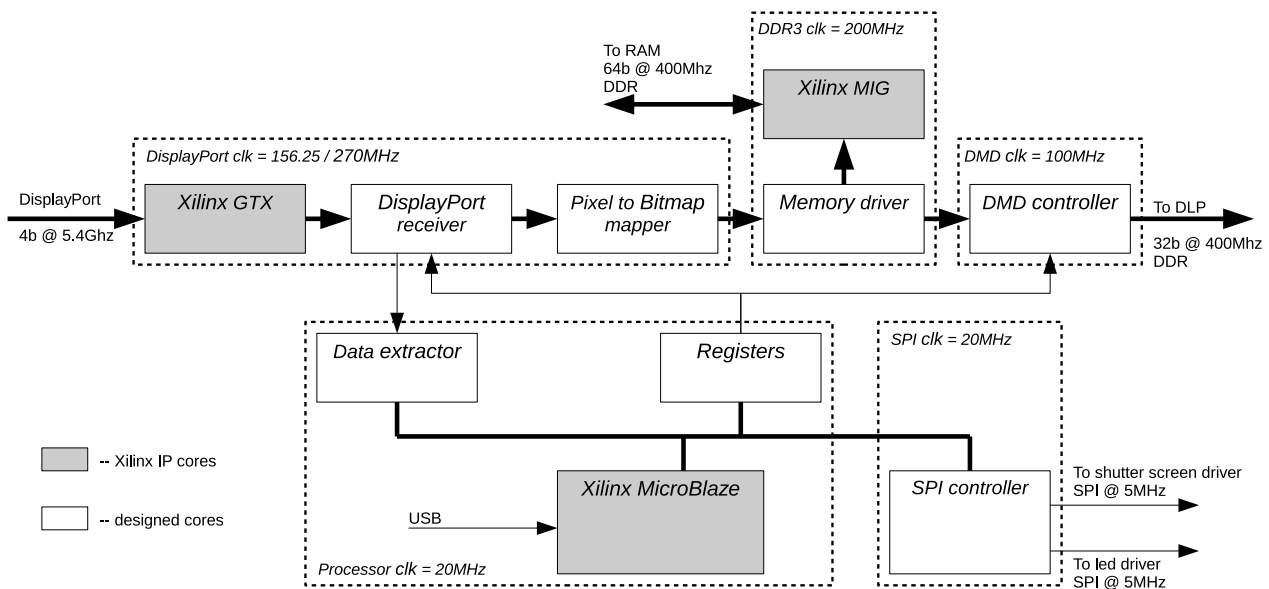 DDR3 clk = 200MHz
To RAM
64b @ 400Mhz
DDR
Xilinx MIG
DisplayPort clk = 156.25 / 270MHz
DMD clk = 100MHz
DisplayPort
4b @ 5.4Ghz
Xilinx GTX
DisplayPort
receiver
Pixel to Bitmap
mapper
Memory driver
DMD controller
To DLP
32b @ 400Mhz
DDR
Data extractor
Registers
SPI clk = 20MHz
-- Xilinx IP cores
-- designed cores
Xilinx MicroBlaze
USB
Processor clk = 20MHz
SPI controller
To shutter screen driver
SPI @ 5MHz
To led driver
SPI @ 5MHz